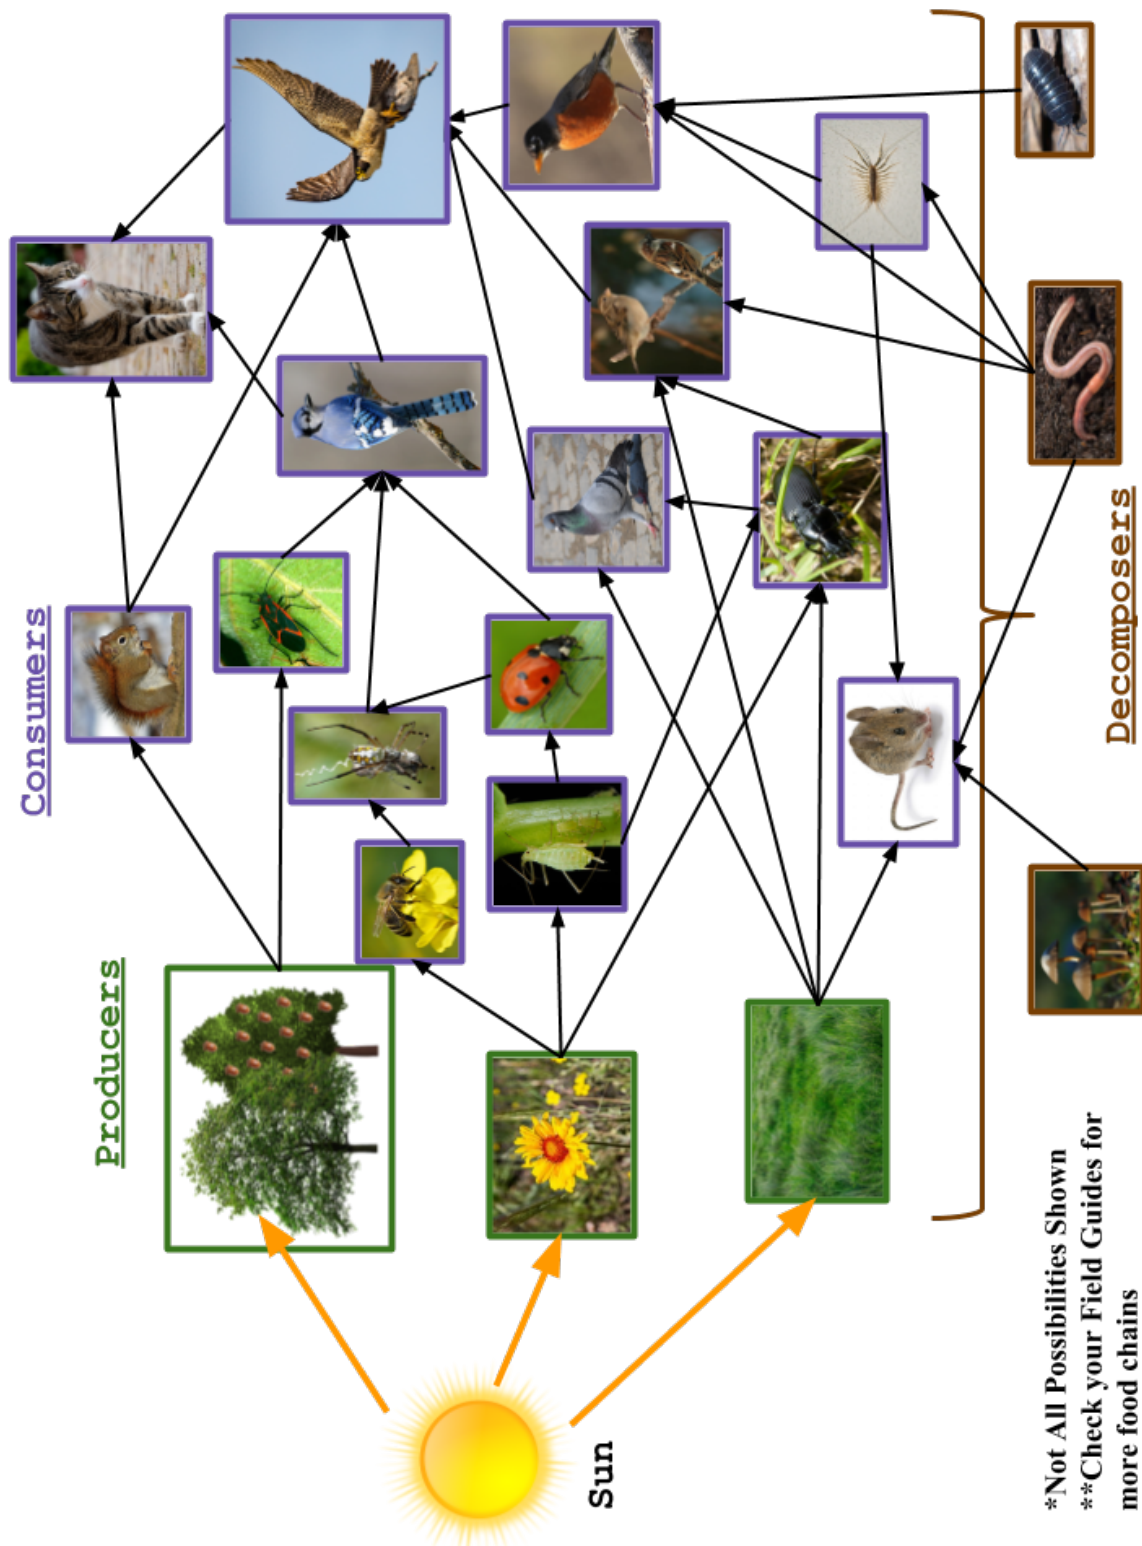 Producers
Consumers
Sun
Decomposers
*Not All Possibilities Shown
**Check your Field Guides for
more food chains